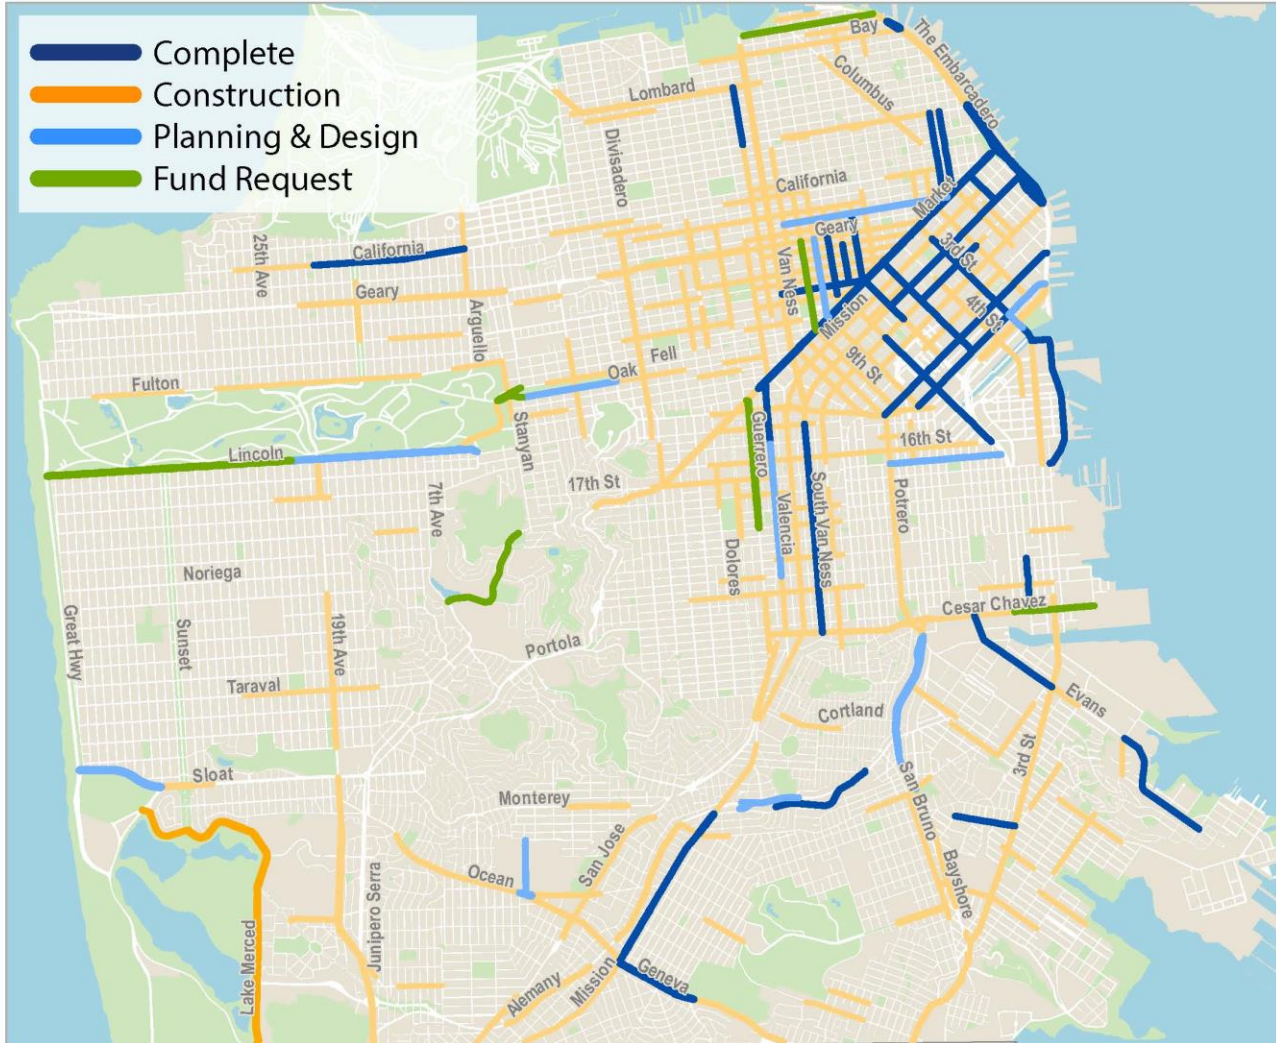 Complete
Construction
Planning & Design
Fund Request
Bay
The Embarcadero
Columbus
Lombard
Divisadero
California
Market
Geary
25th Ave
California
Van Ness
3rd St
Geary
Arguello
Mission
4th St
Fell
Oak
9th St
Fulton
Stanyan
Guerrero
16th St
Lincoln
17th St
7th Ave
Valencia
South Van Ness
Potrero
Dolores
Noriega
Cesar Chavez
Great Hwy
Sunset
19th Ave
Portola
Taraval
Evans
Cortland
3rd St
Sloat
San Bruno
Monterey
San Jose
Ocean
Bayshore
Junipero Serra
Lake Merced
Geneva
Mission
Alemany